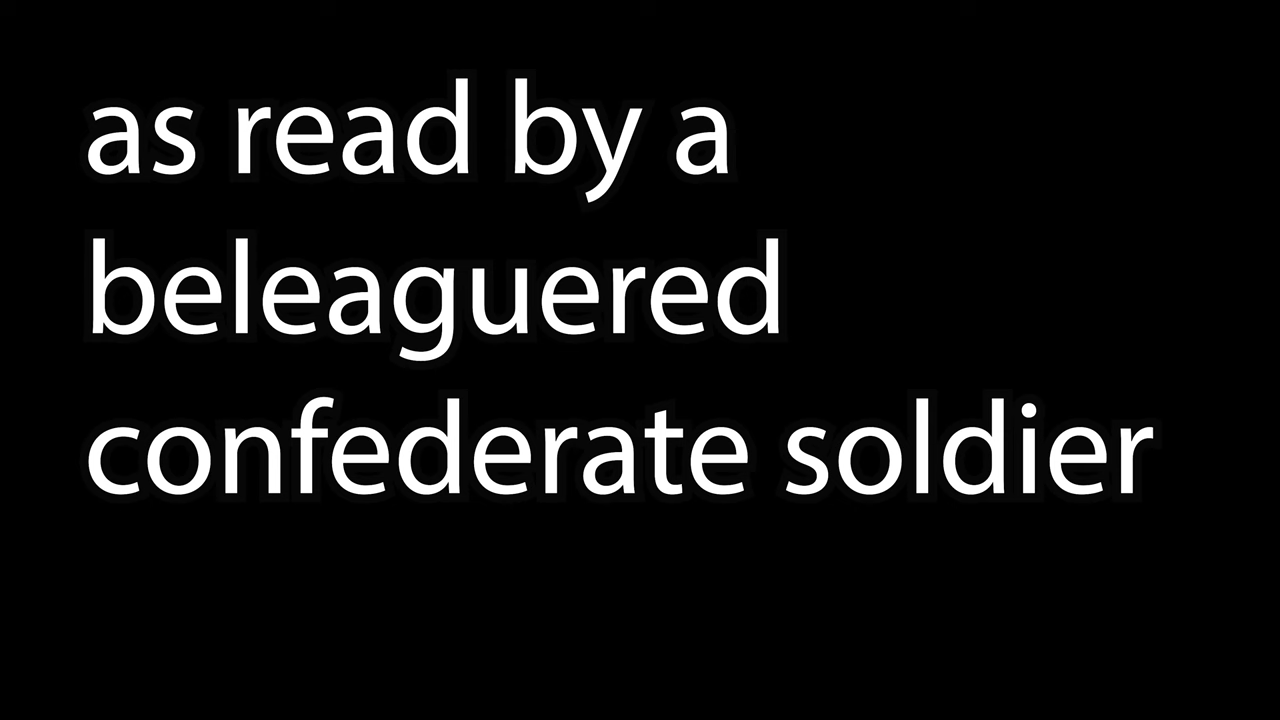 as read by a
beleaguered
confederate soldier